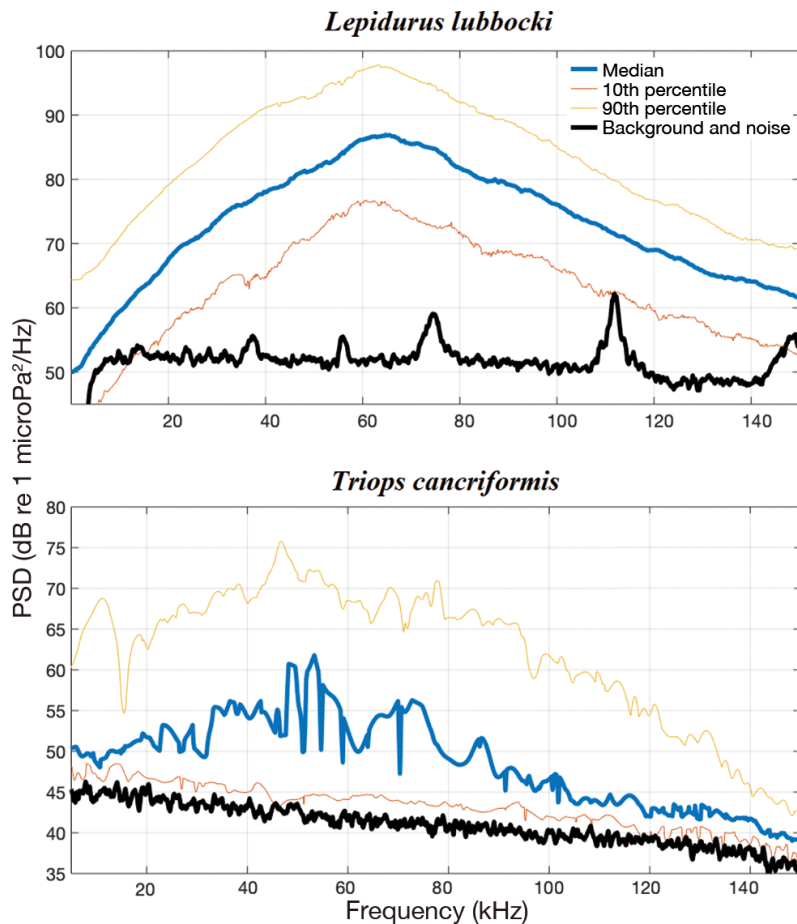 Lepidurus lubbocki
100
90
80
70
60
50
Median
10th percentile
90th percentile
Background and noise
20 40 60 80 100 120 140
PSD (dB re 1 microPa²/Hz)
Triops cancriformis
80
75
70
65
60
55
50
45
40
35
20 40 60 80 100 120 140
Frequency (kHz)